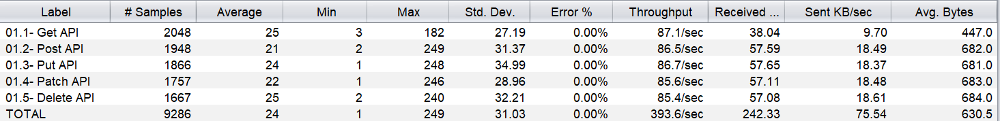 Label # Samples Average Min Max Std. Dev. Error % Throughput Received ... Sent KB/sec Avg. Bytes
01.1- Get API 2048 25 3 182 27.19 0.00% 87.1/sec 38.04 9.70 447.0
01.2- Post API 1948 21 2 249 31.37 0.00% 86.5/sec 57.59 18.49 682.0
01.3- Put API 1866 24 1 248 34.99 0.00% 86.7/sec 57.65 18.37 681.0
01.4- Patch API 1757 22 1 246 28.96 0.00% 85.6/sec 57.11 18.48 683.0
01.5- Delete API 1667 25 2 240 32.21 0.00% 85.4/sec 57.08 18.61 684.0
TOTAL 9286 24 1 249 31.03 0.00% 393.6/sec 242.33 75.54 630.5